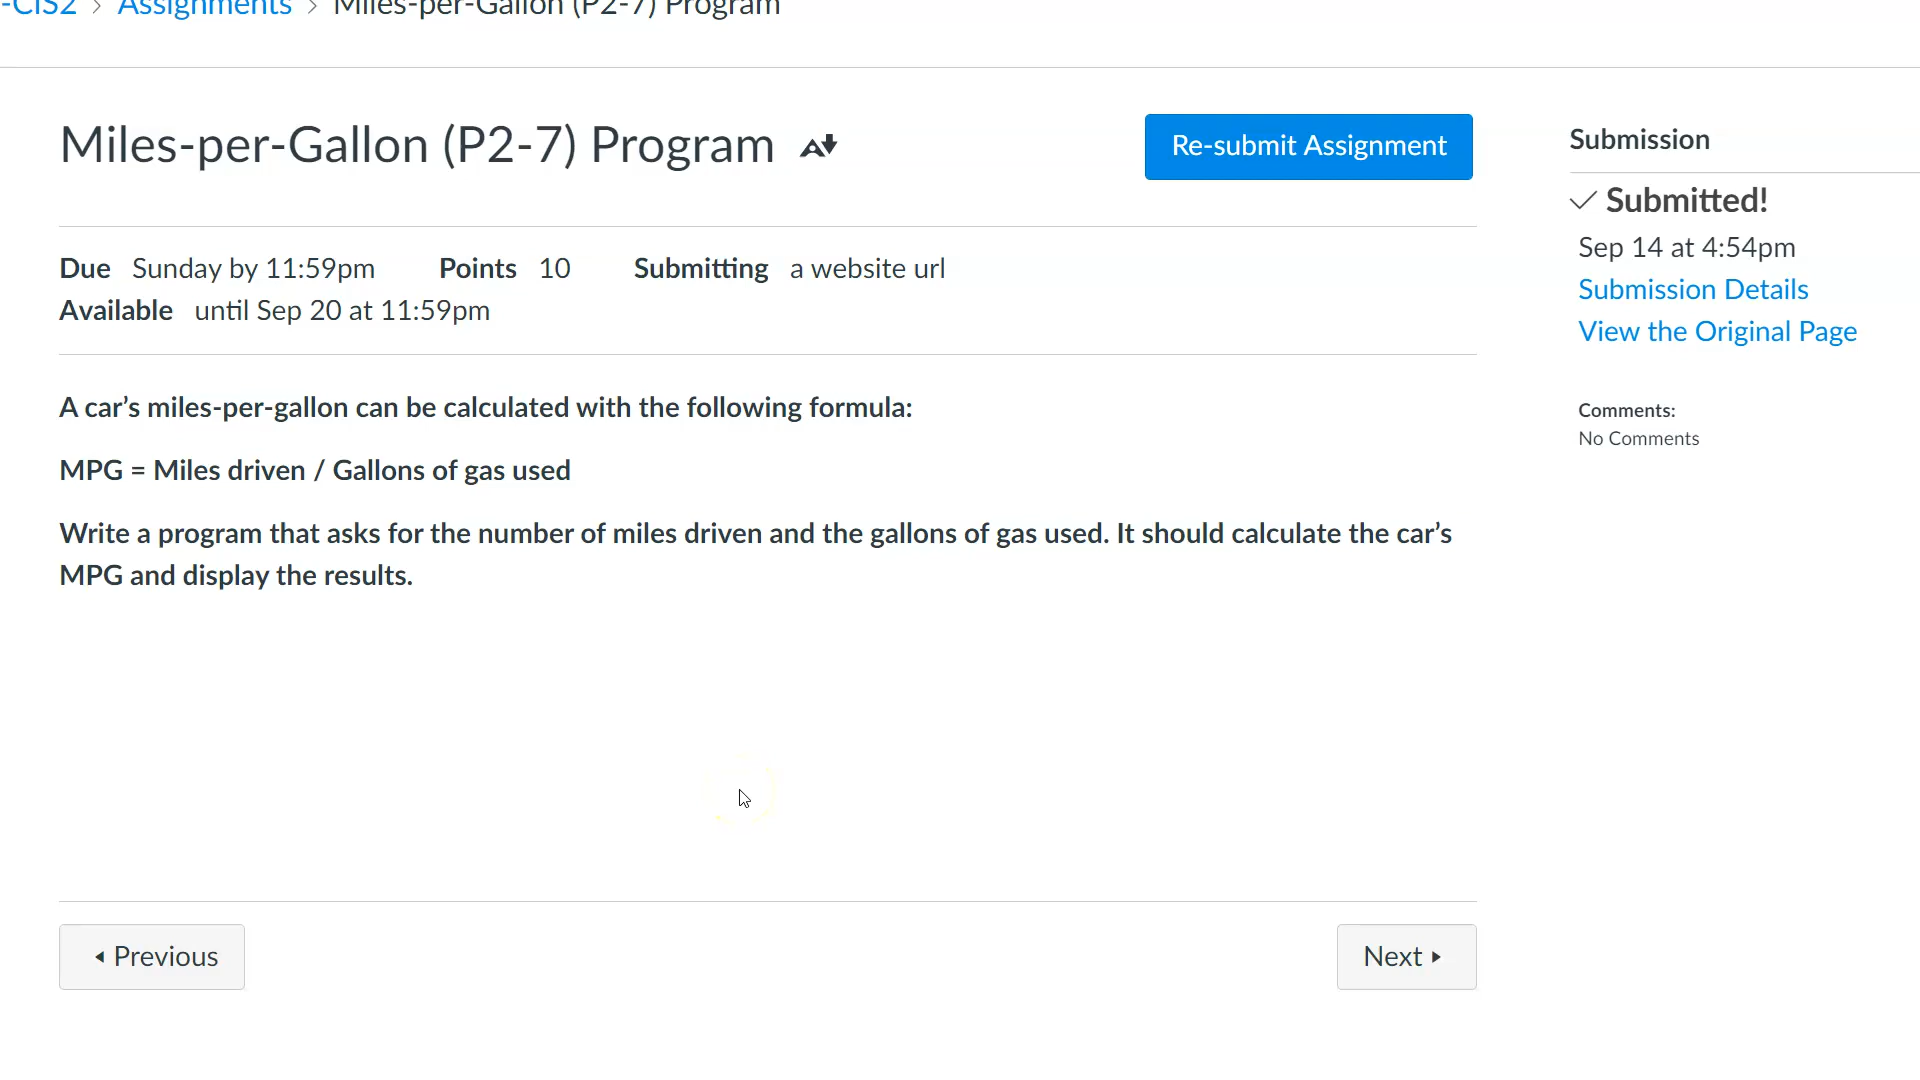 -CIS2 > Assignments > Miles-per-Gallon (P2-7) Program
Miles-per-Gallon (P2-7) Program
Re-submit Assignment
Due Sunday by 11:59pm Points 10 Submitting a website url
Available until Sep 20 at 11:59pm
A car’s miles-per-gallon can be calculated with the following formula:
MPG = Miles driven / Gallons of gas used
Write a program that asks for the number of miles driven and the gallons of gas used. It should calculate the car’s
MPG and display the results.
Previous
Next
Submission
Submitted!
Sep 14 at 4:54pm
Submission Details
View the Original Page
Comments:
No Comments